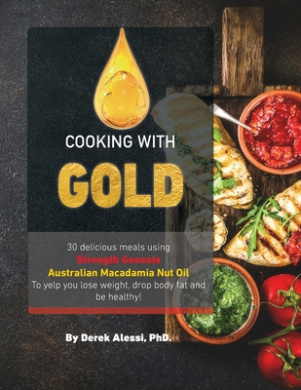 COOKING WITH
GOLD
30 delicious meals using
Strength Genesis
Australian Macadamia Nut Oil
To yelp you lose weight, drop body fat and
be healthy!
By Derek Alessi, PhD.